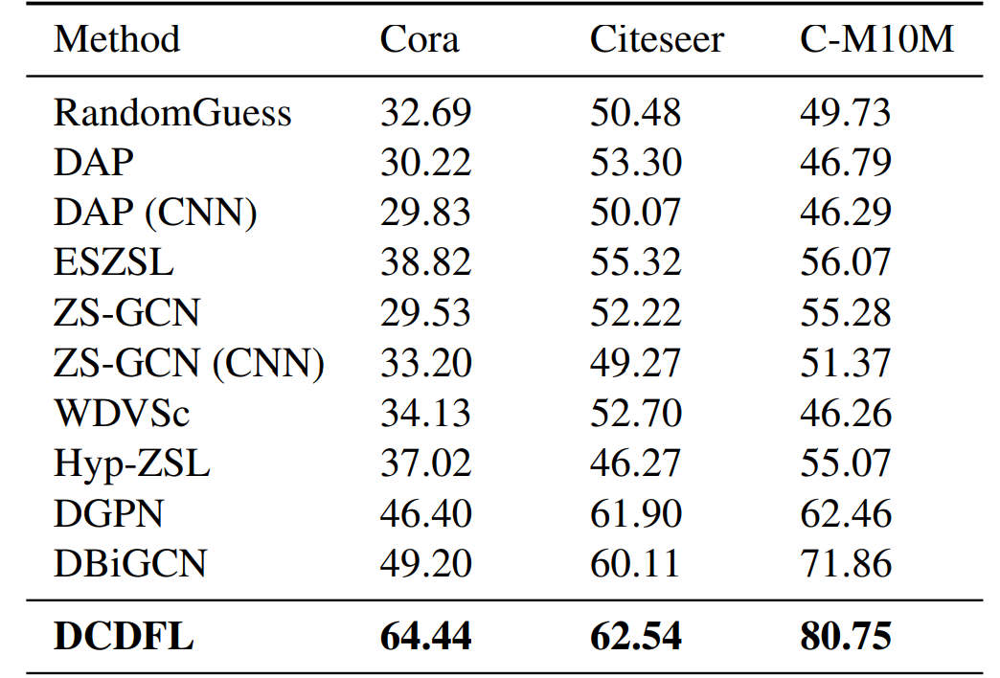 Method Cora Citeseer C-M10M
RandomGuess 32.69 50.48 49.73
DAP 30.22 53.30 46.79
DAP (CNN) 29.83 50.07 46.29
ESZSL 38.82 55.32 56.07
ZS-GCN 29.53 52.22 55.28
ZS-GCN (CNN) 33.20 49.27 51.37
WDVSc 34.13 52.70 46.26
Hyp-ZSL 37.02 46.27 55.07
DGPN 46.40 61.90 62.46
DBiGCN 49.20 60.11 71.86
DCDFL 64.44 62.54 80.75